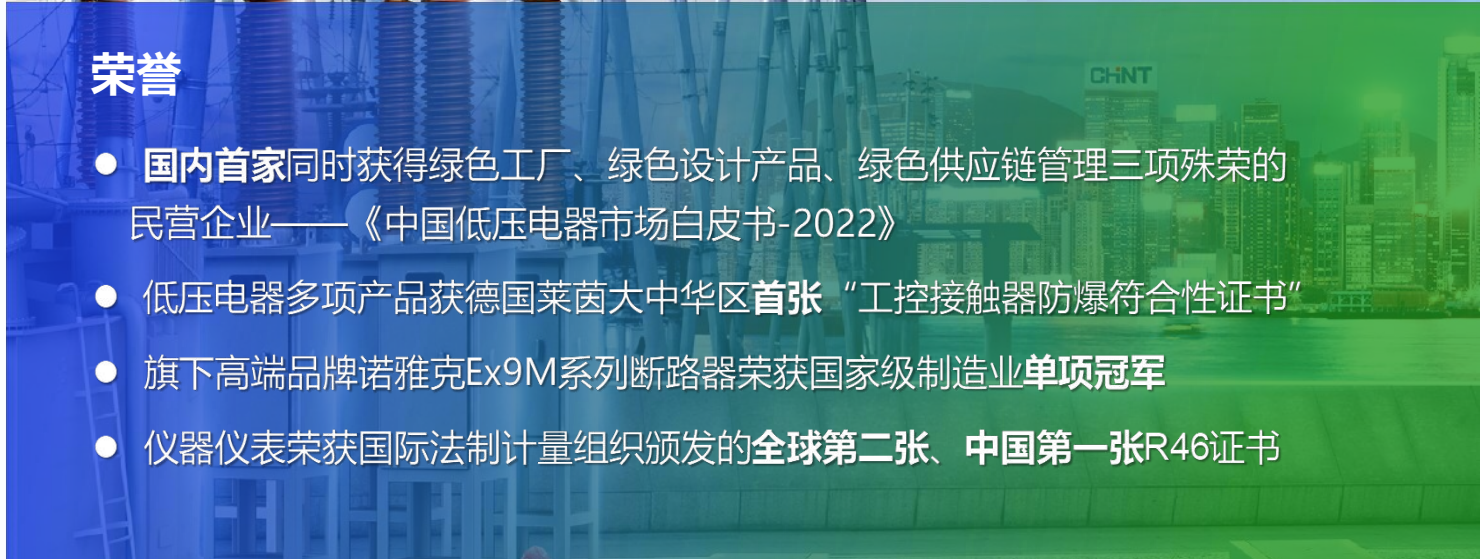 荣誉
CHNT
● 国内首家同时获得绿色工厂、绿色设计产品、绿色供应链管理三项殊荣的
民营企业——《中国低压电器市场白皮书-2022》
● 低压电器多项产品获德国莱茵大中华区首张“工控接触器防爆符合性证书”
● 旗下高端品牌诺雅克Ex9M系列断路器荣获国家级制造业单项冠军
● 仪器仪表荣获国际法制计量组织颁发的全球第二张、中国第一张R46证书